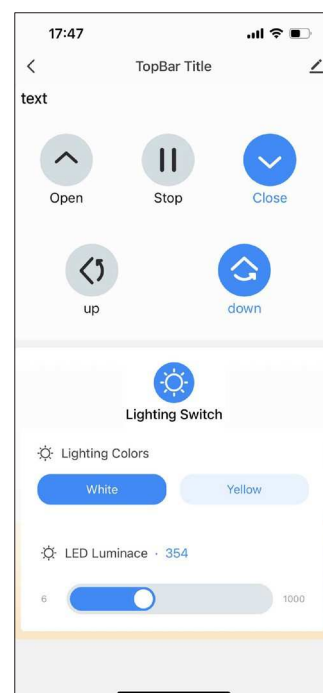 17:47
TopBar Title
text
Open Stop Close
up down
Lighting Switch
Lighting Colors
White Yellow
LED Luminace · 354
6 1000